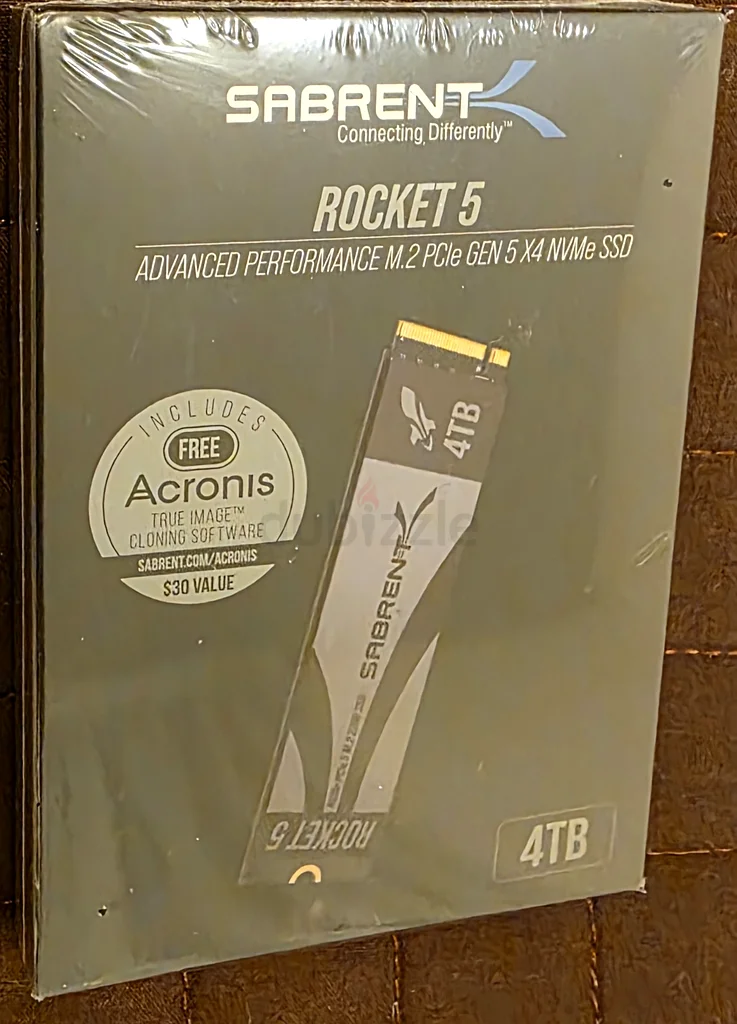 SABRENT
Connecting Differently™
ROCKET 5
ADVANCED PERFORMANCE M.2 PCIe GEN 5 X4 NVMe SSD
INCLUDES
FREE
Acronis
TRUE IMAGE™
CLONING SOFTWARE
SABRENT.COM/ACRONIS
$30 VALUE
4TB
SABRENT
ROCKET 5
4TB
dubizzle